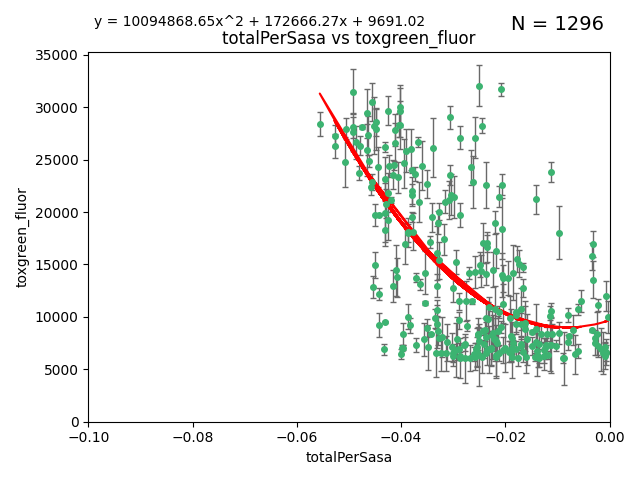 y = 10094868.65x^2 + 172666.27x + 9691.02
N = 1296
totalPerSasa vs toxgreen_fluor
35000
30000
25000
20000
15000
10000
5000
0
toxgreen_fluor
−0.10
−0.08
−0.06
−0.04
−0.02
0.00
totalPerSasa